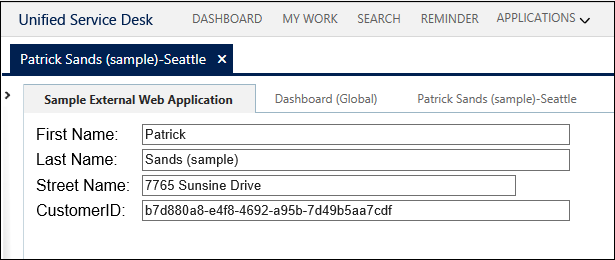 Unified Service Desk DASHBOARD MY WORK SEARCH REMINDER APPLICATIONS
Patrick Sands (sample)-Seattle ×
Sample External Web Application Dashboard (Global) Patrick Sands (sample)-Seattle
First Name: Patrick
Last Name: Sands (sample)
Street Name: 7765 Sunsine Drive
CustomerID: b7d880a8-e4f8-4692-a95b-7d49b5aa7cdf